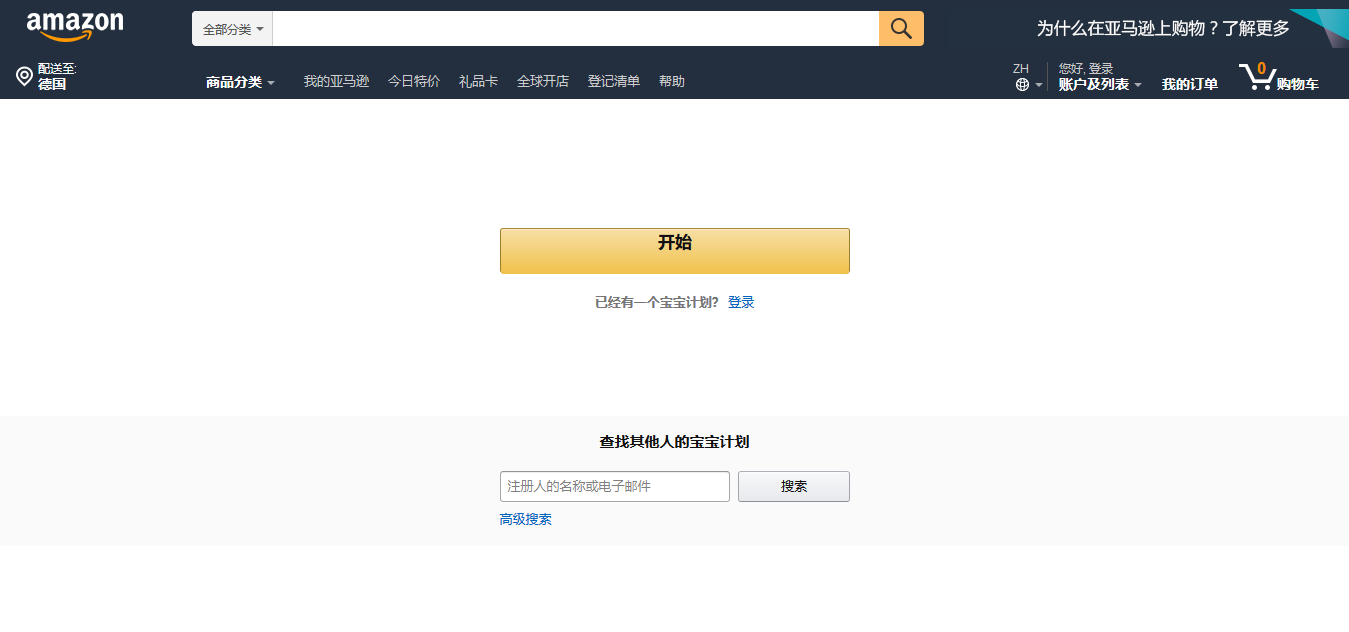 amazon
全部分类
为什么在亚马逊上购物？了解更多
配送至:
德国
商品分类 我的亚马逊 今日特价 礼品卡 全球开店 登记清单 帮助
ZH
您好, 登录
账户及列表
我的订单
0
购物车
开始
已经有一个宝宝计划? 登录
查找其他人的宝宝计划
注册人的名称或电子邮件 搜索
高级搜索